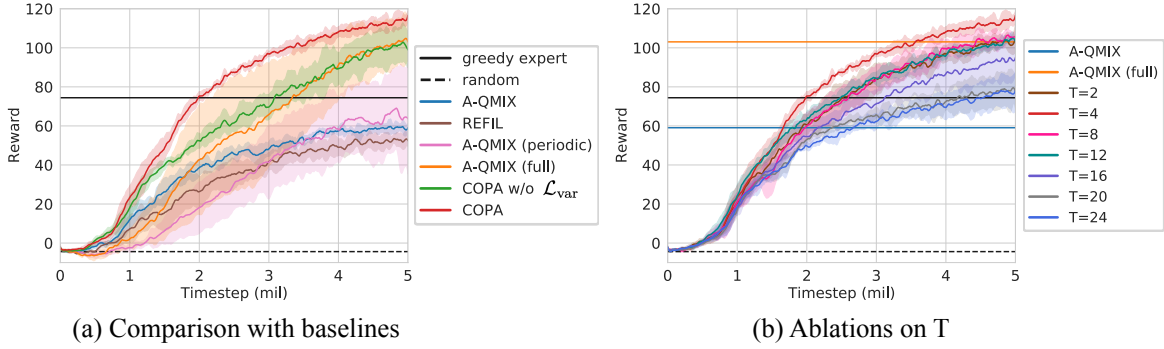 120
100
80
60
40
20
0
Reward
0 1 2 3 4 5
Timestep (mil)
greedy expert
random
A-QMIX
REFIL
A-QMIX (periodic)
A-QMIX (full)
COPA w/o ℒvar
COPA
(a) Comparison with baselines
120
100
80
60
40
20
0
Reward
0 1 2 3 4 5
Timestep (mil)
A-QMIX
A-QMIX (full)
T=2
T=4
T=8
T=12
T=16
T=20
T=24
(b) Ablations on T